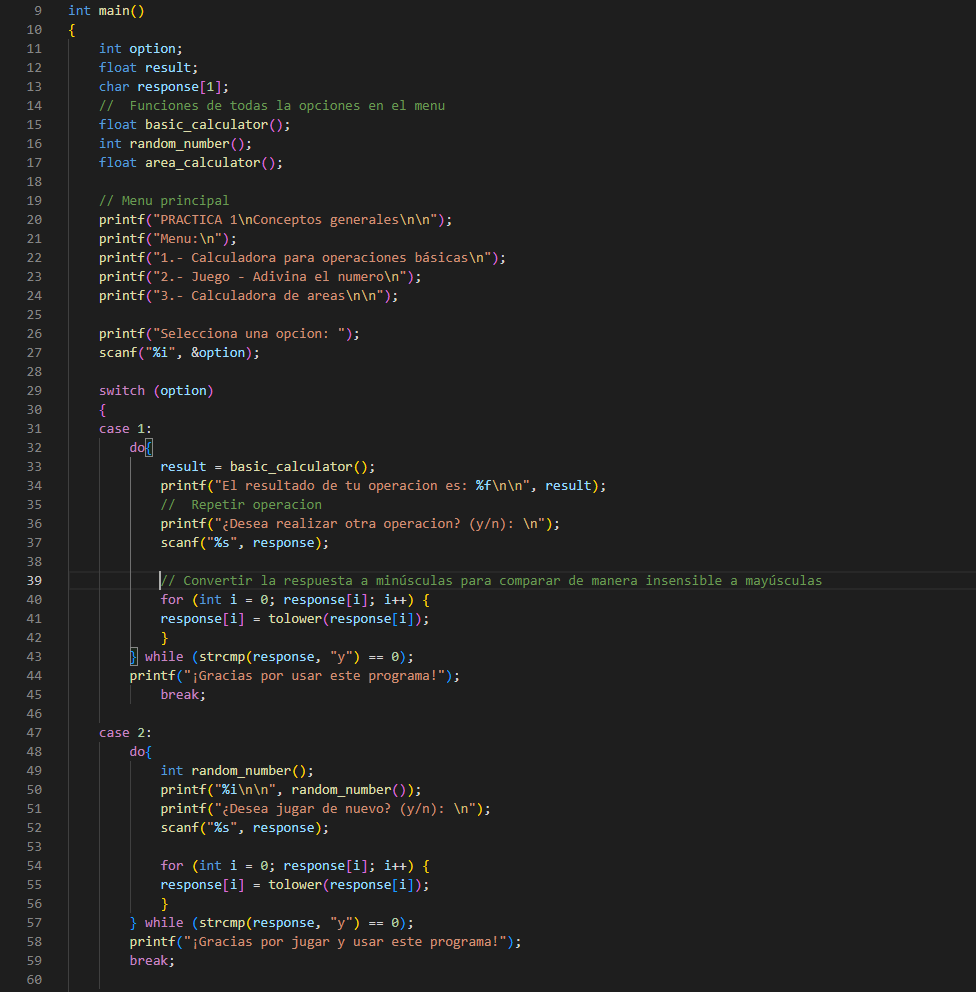 9 int main()
10 {
11 int option;
12 float result;
13 char response[1];
14 //  Funciones de todas la opciones en el menu
15 float basic_calculator();
16 int random_number();
17 float area_calculator();
18
19 // Menu principal
20 printf("PRACTICA 1\nConceptos generales\n\n");
21 printf("Menu:\n");
22 printf("1.- Calculadora para operaciones básicas\n");
23 printf("2.- Juego - Adivina el numero\n");
24 printf("3.- Calculadora de areas\n\n");
25
26 printf("Selecciona una opcion: ");
27 scanf("%i", &option);
28
29 switch (option)
30 {
31 case 1:
32 do{
33 result = basic_calculator();
34 printf("El resultado de tu operacion es: %f\n\n", result);
35 //  Repetir operacion
36 printf("¿Desea realizar otra operacion? (y/n): \n");
37 scanf("%s", response);
38
39 // Convertir la respuesta a minúsculas para comparar de manera insensible a mayúsculas
40 for (int i = 0; response[i]; i++) {
41 response[i] = tolower(response[i]);
42 }
43 } while (strcmp(response, "y") == 0);
44 printf("¡Gracias por usar este programa!");
45 break;
46
47 case 2:
48 do{
49 int random_number();
50 printf("%i\n\n", random_number());
51 printf("¿Desea jugar de nuevo? (y/n): \n");
52 scanf("%s", response);
53
54 for (int i = 0; response[i]; i++) {
55 response[i] = tolower(response[i]);
56 }
57 } while (strcmp(response, "y") == 0);
58 printf("¡Gracias por jugar y usar este programa!");
59 break;
60